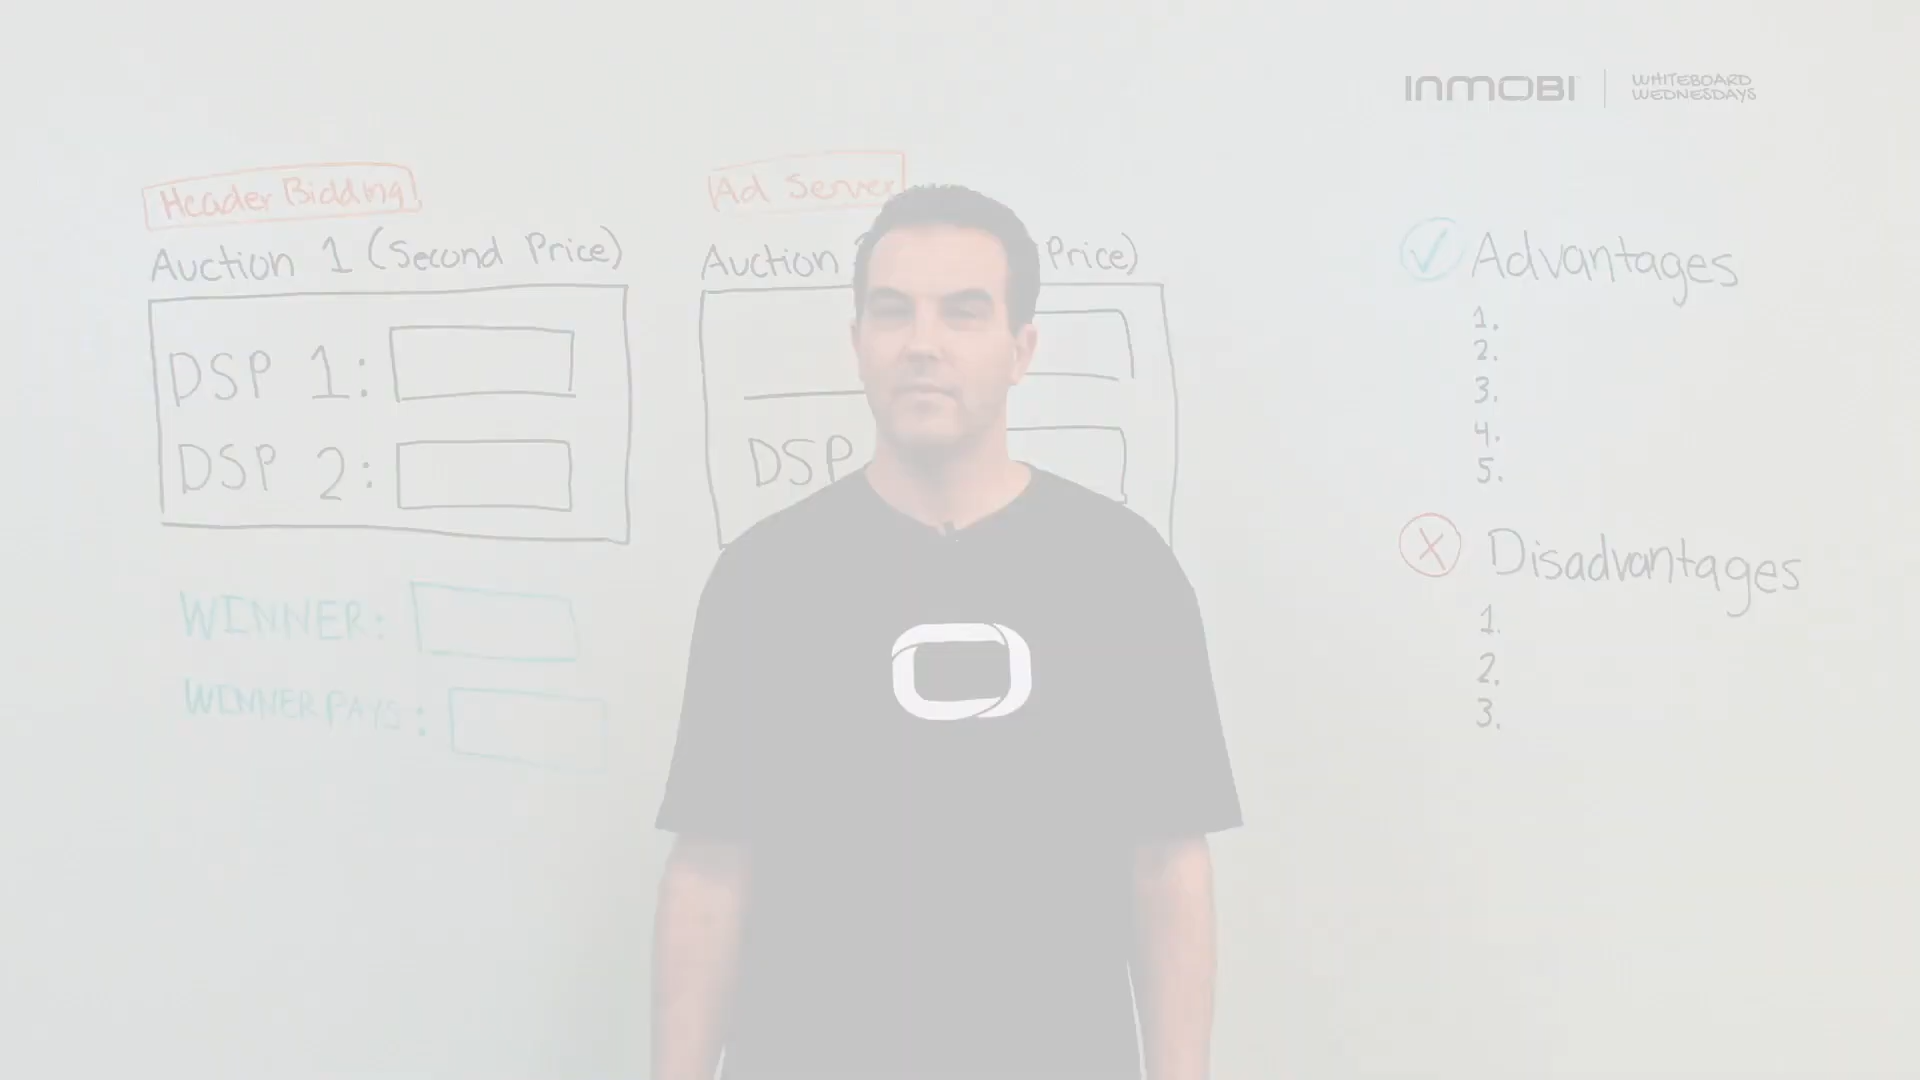 INMOBI
WHITEBOARD
WEDNESDAYS
Header Bidding
Auction 1 (Second Price)
DSP 1:
DSP 2:
WINNER:
WINNER PAYS:
Ad Server
Auction Price)
DSP
Advantages
1.
2.
3.
4.
5.
X Disadvantages
1.
2.
3.